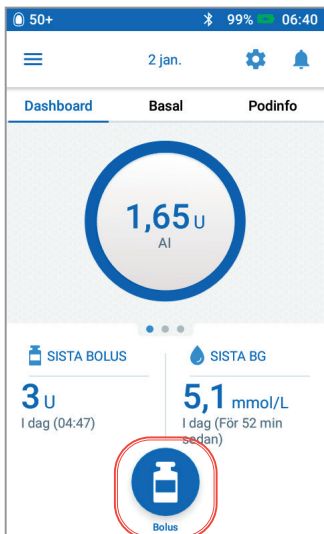 50+ 99% 06:40
2 jan.
Dashboard Basal Podinfo
1,65 U
AI
SISTA BOLUS
3 U
I dag (04:47)
SISTA BG
5,1 mmol/L
I dag (För 52 min
sedan)
Bolus